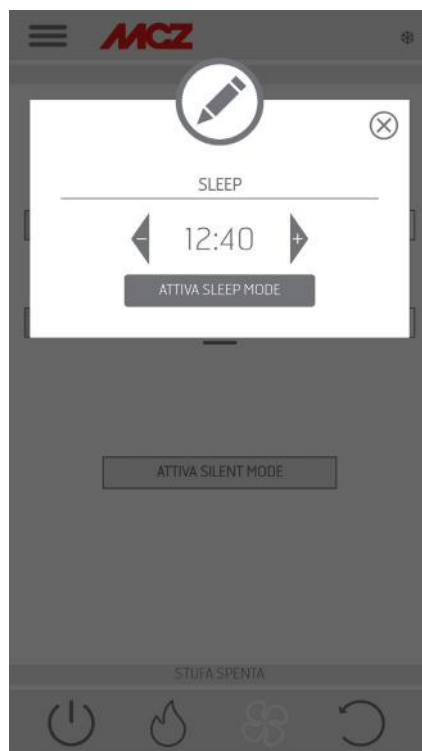 MCZ
SLEEP
- 12:40 +
ATTIVA SLEEP MODE
ATTIVA SILENT MODE
STUFA SPENTA